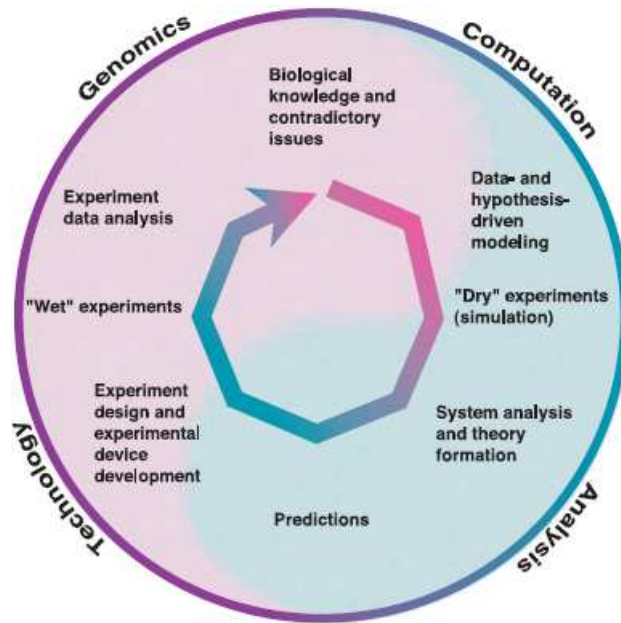 Genomics
Computation
Biological
knowledge and
contradictory
issues
Data- and
hypothesis-
driven
modeling
"Dry" experiments
(simulation)
System analysis
and theory
formation
Predictions
Experiment
design and
experimental
device
development
"Wet" experiments
Experiment
data analysis
Technology
Analysis